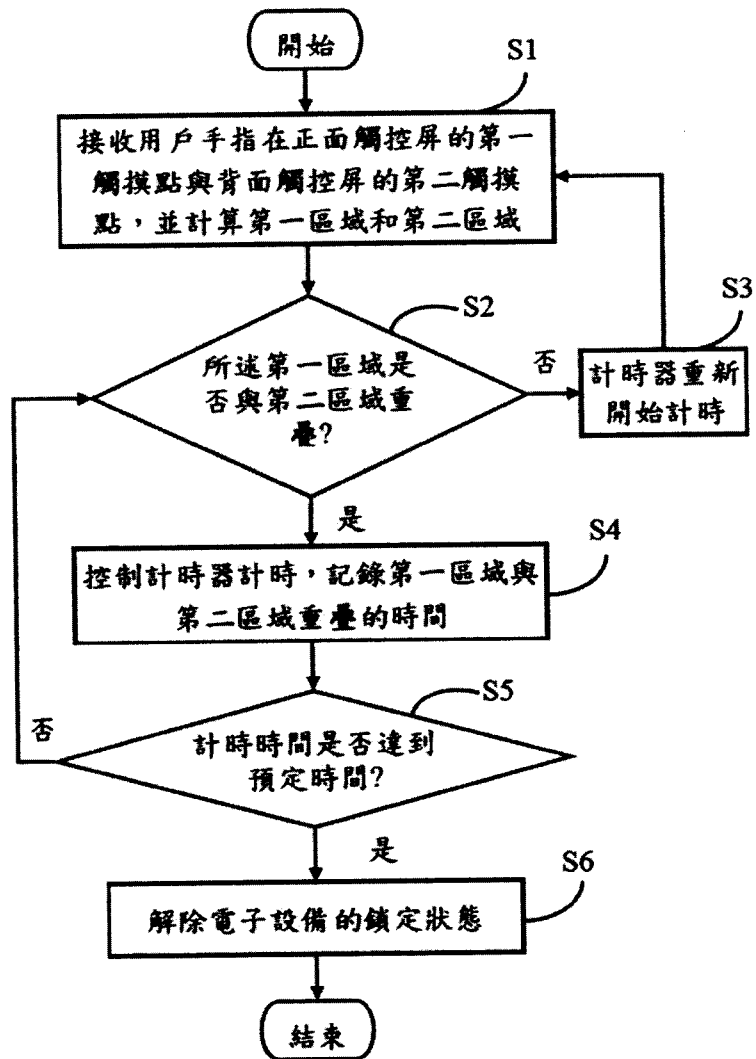 開始
S1
接收用戶手指在正面觸控屏的第一
觸摸點與背面觸控屏的第二觸摸
點，並計算第一區域和第二區域
S2
所述第一區域是
否與第二區域重
疊?
否
S3
計時器重新
開始計時
是
S4
控制計時器計時，記錄第一區域與
第二區域重疊的時間
S5
計時時間是否達到
預定時間?
否
是
S6
解除電子設備的鎖定狀態
結束